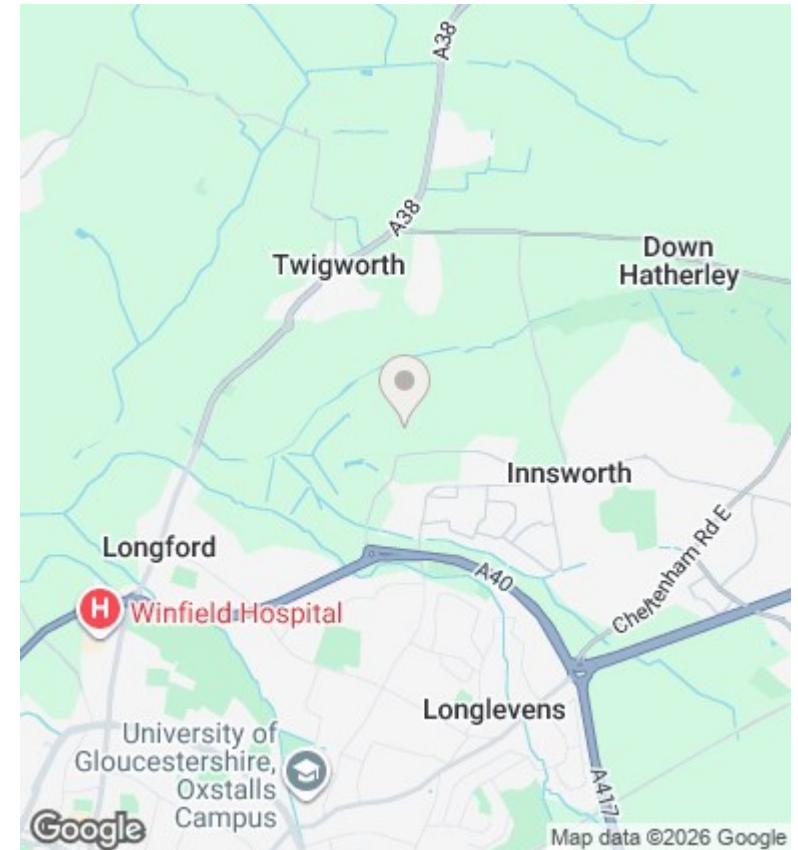 A38
A38
Twigworth
Down
Hatherley
Innsworth
Longford
A40
Cheltenham Rd E
H
Winfield Hospital
Longlevens
University of
Gloucestershire,
Oxstalls
Campus
A417
Google
Map data ©2026 Google